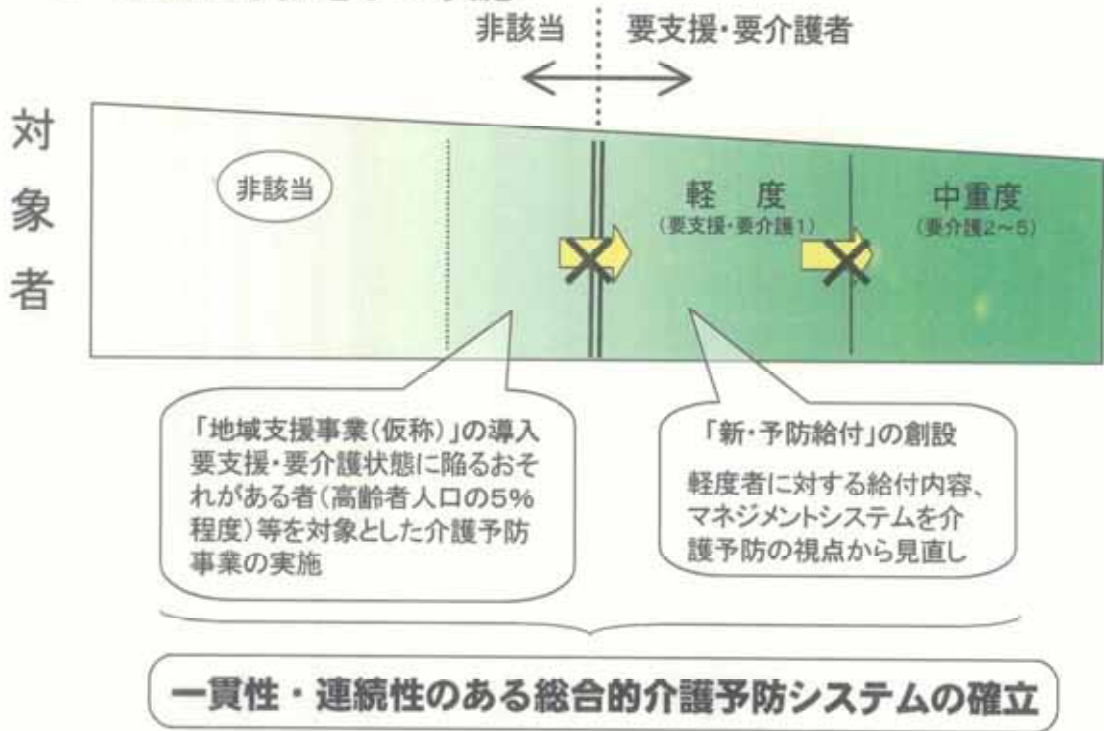 非該当 要支援・要介護者
対象者
非該当
軽 度
(要支援・要介護1)
中重度
(要介護2～5)
「地域支援事業(仮称)」の導入
要支援・要介護状態に陥るおそ
れがある者(高齢者人口の5%
程度)等を対象とした介護予防
事業の実施
「新・予防給付」の創設
軽度者に対する給付内容、
マネジメントシステムを介
護予防の視点から見直し
一貫性・連続性のある総合的介護予防システムの確立